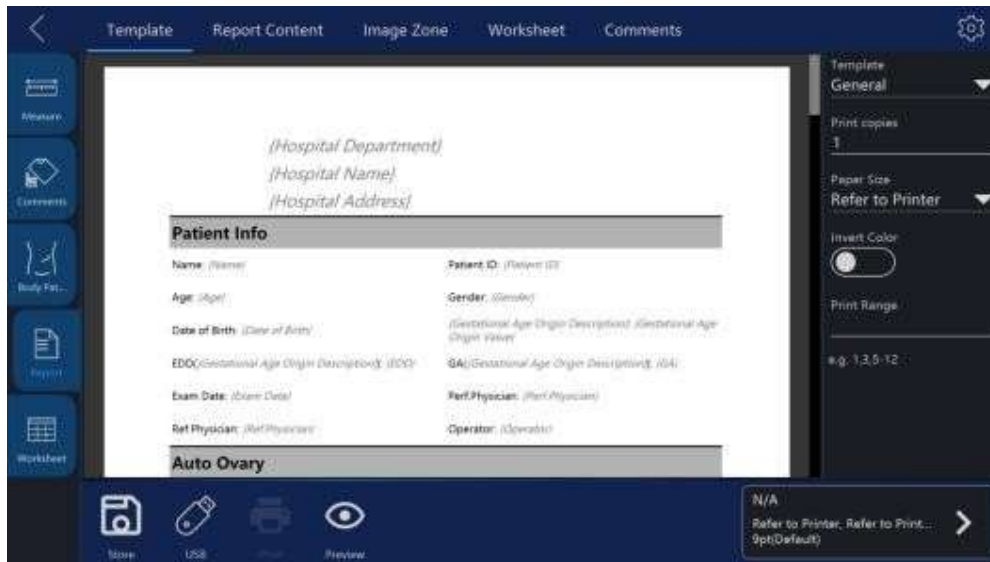 Template Report Content Image Zone Worksheet Comments
Measure
Comments
Body Pat...
Report
Worksheet
{Hospital Department}
{Hospital Name}
{Hospital Address}
Patient Info
Name: {Name} Patient ID: {Patient ID}
Age: {Age} Gender: {Gender}
Date of Birth: {Date of Birth} {Gestational Age Origin Description}: {Gestational Age
Origin Value}
EDD({Gestational Age Origin Description}): {EDD} GA({Gestational Age Origin Description}): {GA}
Exam Date: {Exam Date} Perf.Physician: {Perf.Physician}
Ref.Physician: {Ref.Physician} Operator: {Operator}
Auto Ovary
Template
General
Print copies
1
Paper Size
Refer to Printer
Invert Color
Print Range
e.g. 1,3,5-12
Store USB Preview
N/A
Refer to Printer, Refer to Print...
9pt(Default)